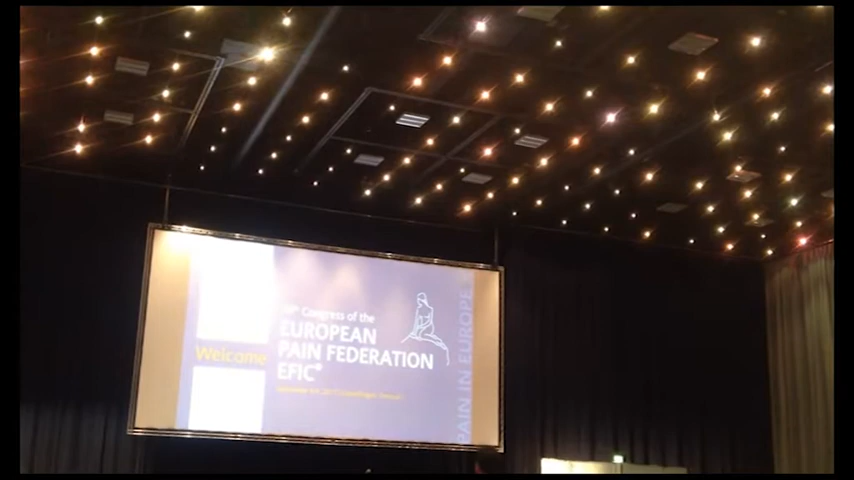 Congress of the
EUROPEAN
PAIN FEDERATION
EFIC®
Welcome
PAIN IN EUROPE